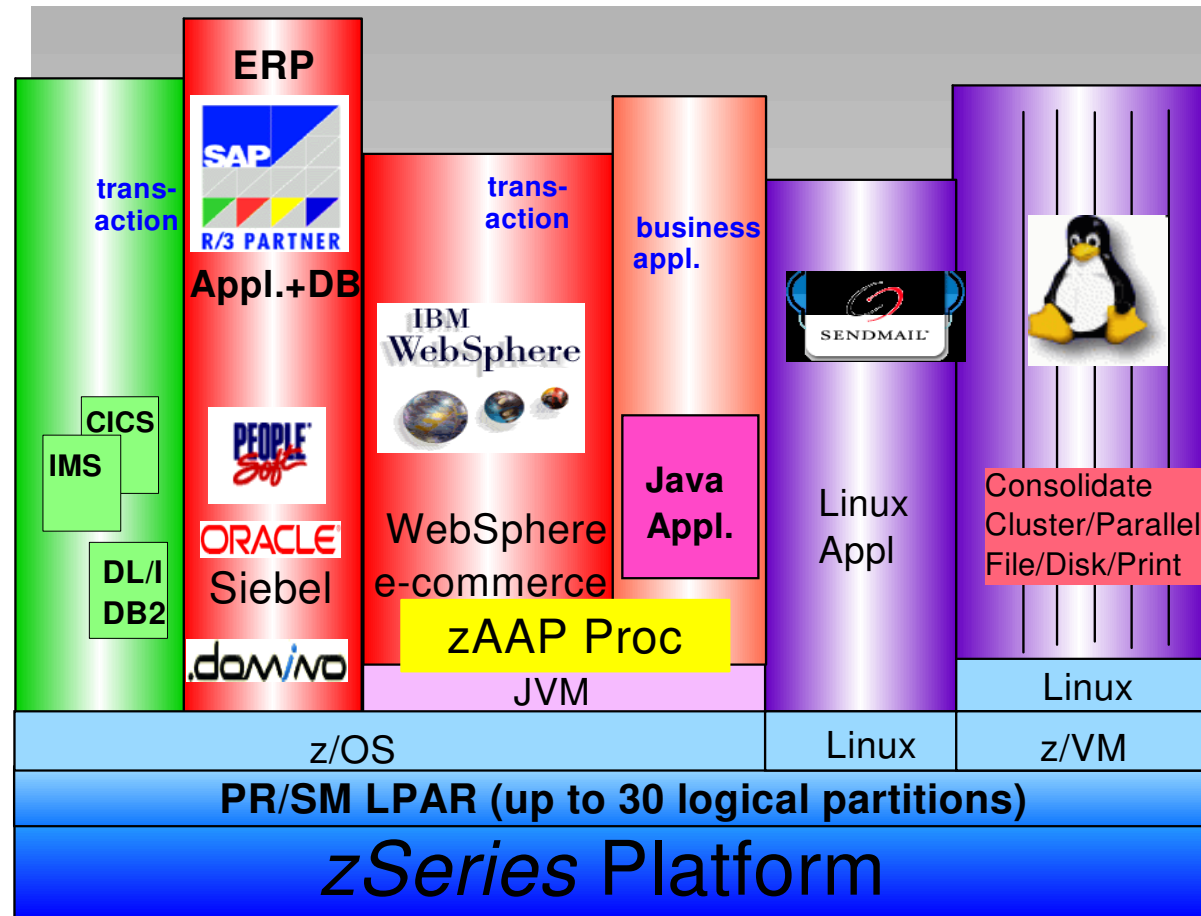 trans-
action
CICS
IMS
DL/I
DB2
ERP
SAP
R/3 PARTNER
Appl.+DB
PEOPLE
Soft
ORACLE
Siebel
.domino
trans-
action
IBM
WebSphere
WebSphere
e-commerce
business
appl.
Java
Appl.
zAAP Proc
JVM
SENDMAIL
Linux
Appl
Consolidate
Cluster/Parallel
File/Disk/Print
Linux
z/OS
Linux
z/VM
PR/SM LPAR (up to 30 logical partitions)
zSeries Platform